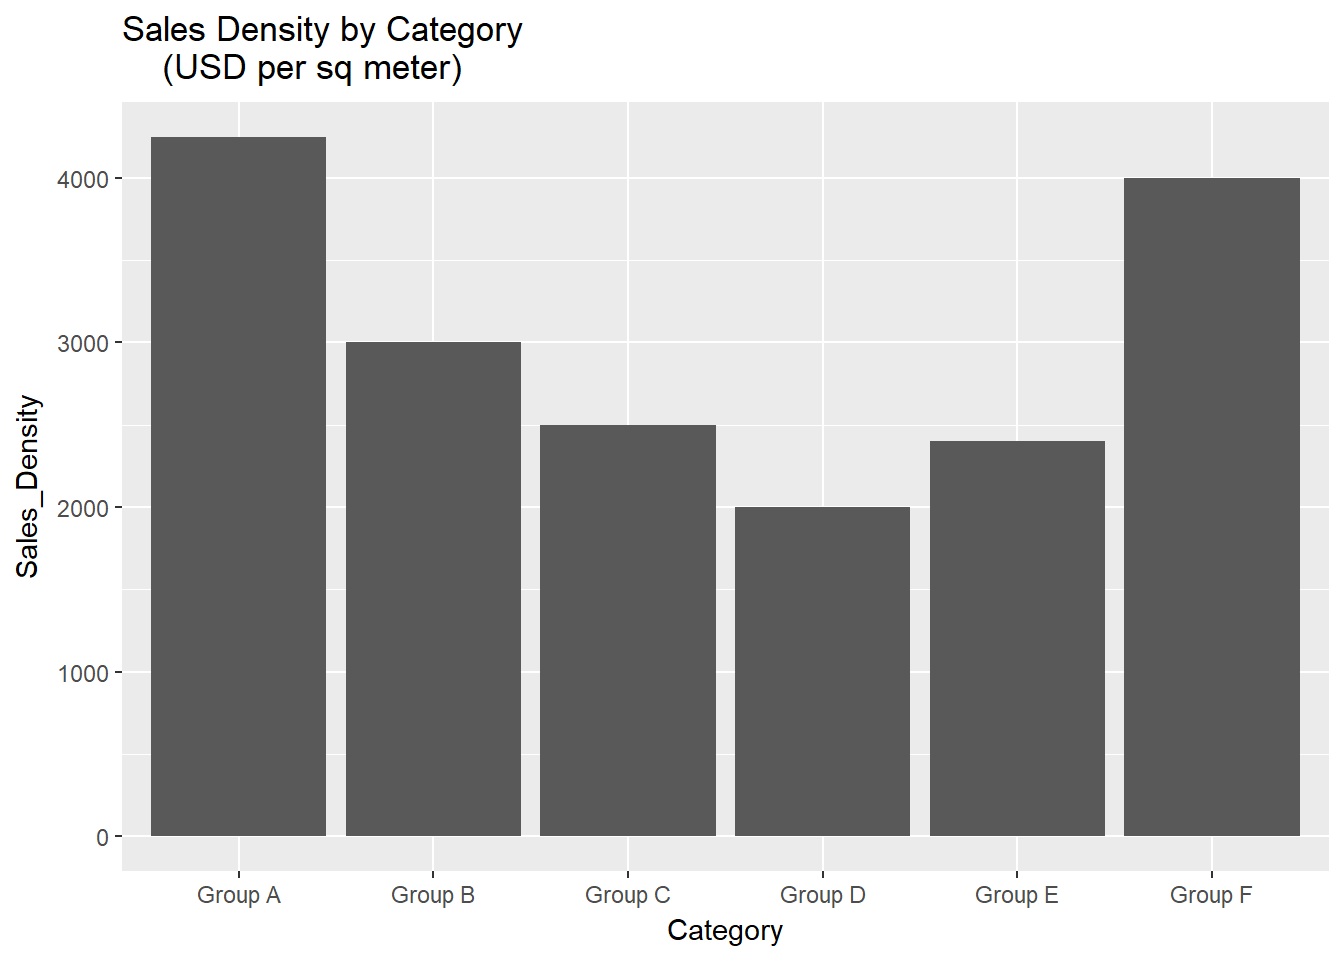 Sales Density by Category
(USD per sq meter)
4000
3000
2000
1000
0
Sales_Density
Group A Group B Group C Group D Group E Group F
Category